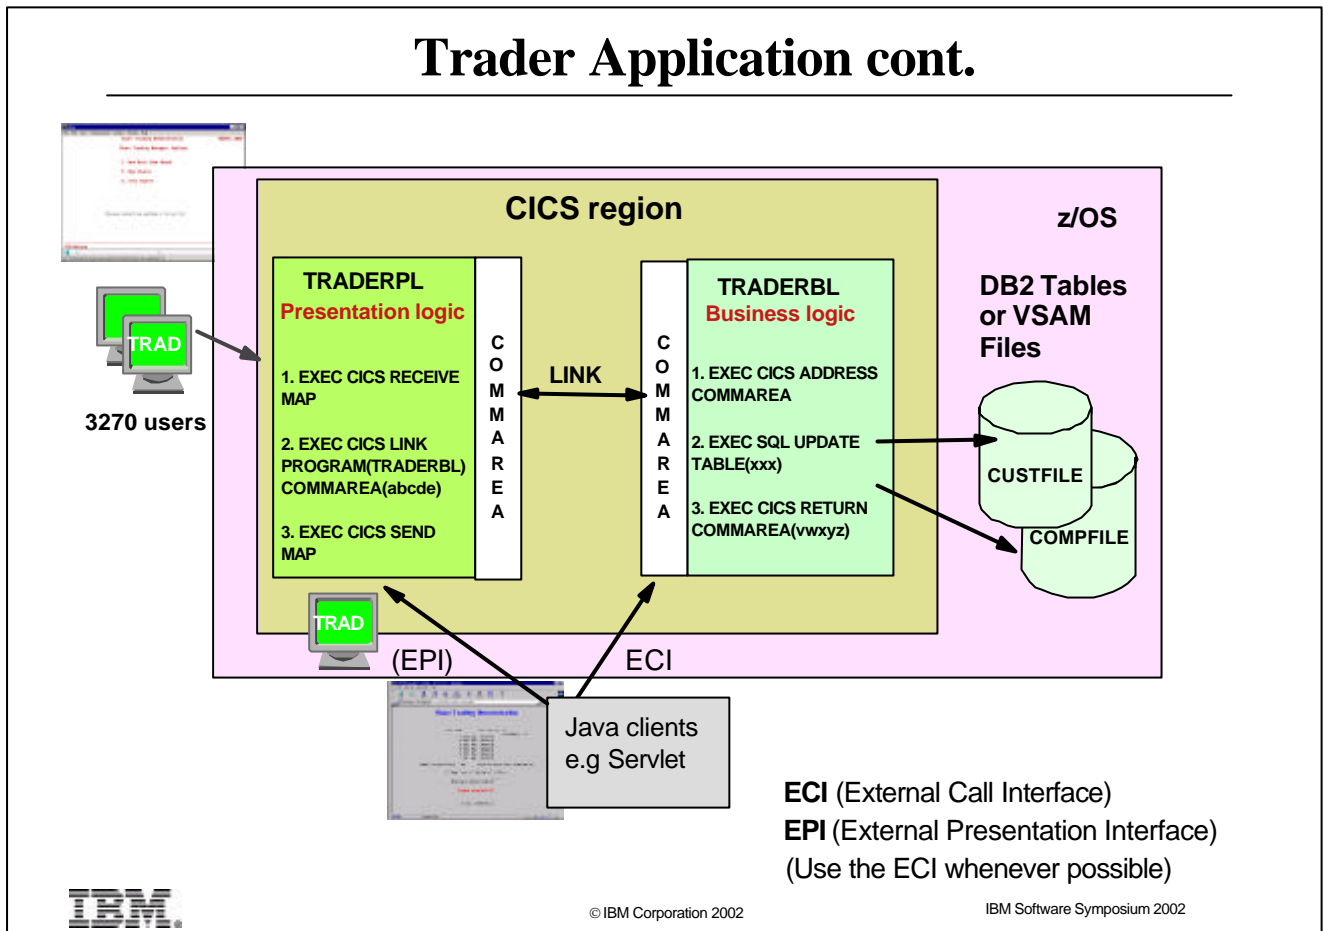 Trader Application cont.
CICS region
z/OS
TRADERPL
Presentation logic
1. EXEC CICS RECEIVE
MAP
2. EXEC CICS LINK
PROGRAM(TRADERBL)
COMMAREA(abcde)
3. EXEC CICS SEND
MAP
COMMAREA
LINK
COMMAREA
TRADERBL
Business logic
1. EXEC CICS ADDRESS
COMMAREA
2. EXEC SQL UPDATE
TABLE(xxx)
3. EXEC CICS RETURN
COMMAREA(vwxyz)
DB2 Tables
or VSAM
Files
CUSTFILE
COMPFILE
TRAD
3270 users
TRAD
(EPI)
ECI
Java clients
e.g Servlet
ECI (External Call Interface)
EPI (External Presentation Interface)
(Use the ECI whenever possible)
IBM
© IBM Corporation 2002
IBM Software Symposium 2002